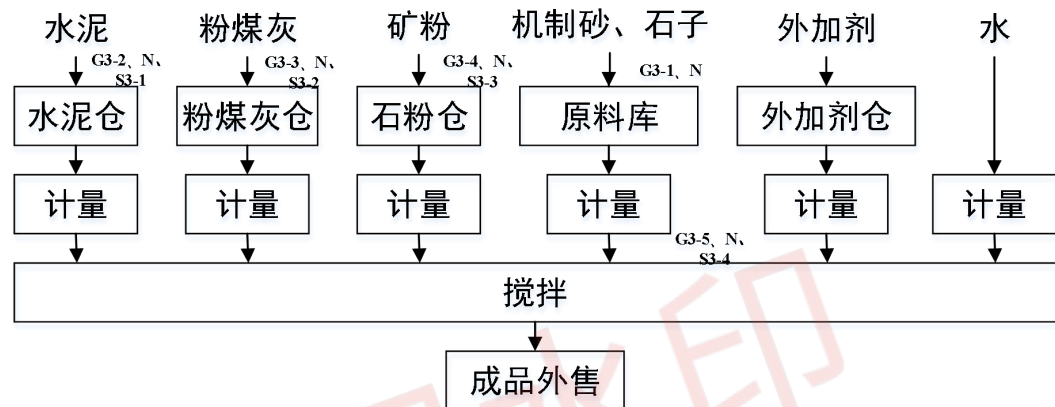 水泥 粉煤灰 矿粉 机制砂、石子 外加剂 水
G3-2、N、
S3-1
G3-3、N、
S3-2
G3-4、N、
S3-3
G3-1、N
水泥仓 粉煤灰仓 石粉仓 原料库 外加剂仓
计量 计量 计量 计量 计量 计量
G3-5、N、
S3-4
搅拌
成品外售
水印